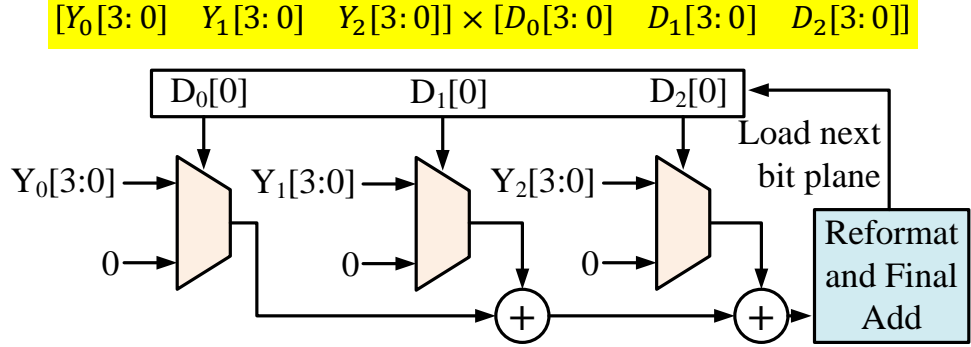 [Y₀[3:0] Y₁[3:0] Y₂[3:0]] × [D₀[3:0] D₁[3:0] D₂[3:0]]
D₀[0] D₁[0] D₂[0]
Load next
bit plane
Y₀[3:0] Y₁[3:0] Y₂[3:0]
0 0 0
+ +
Reformat
and Final
Add